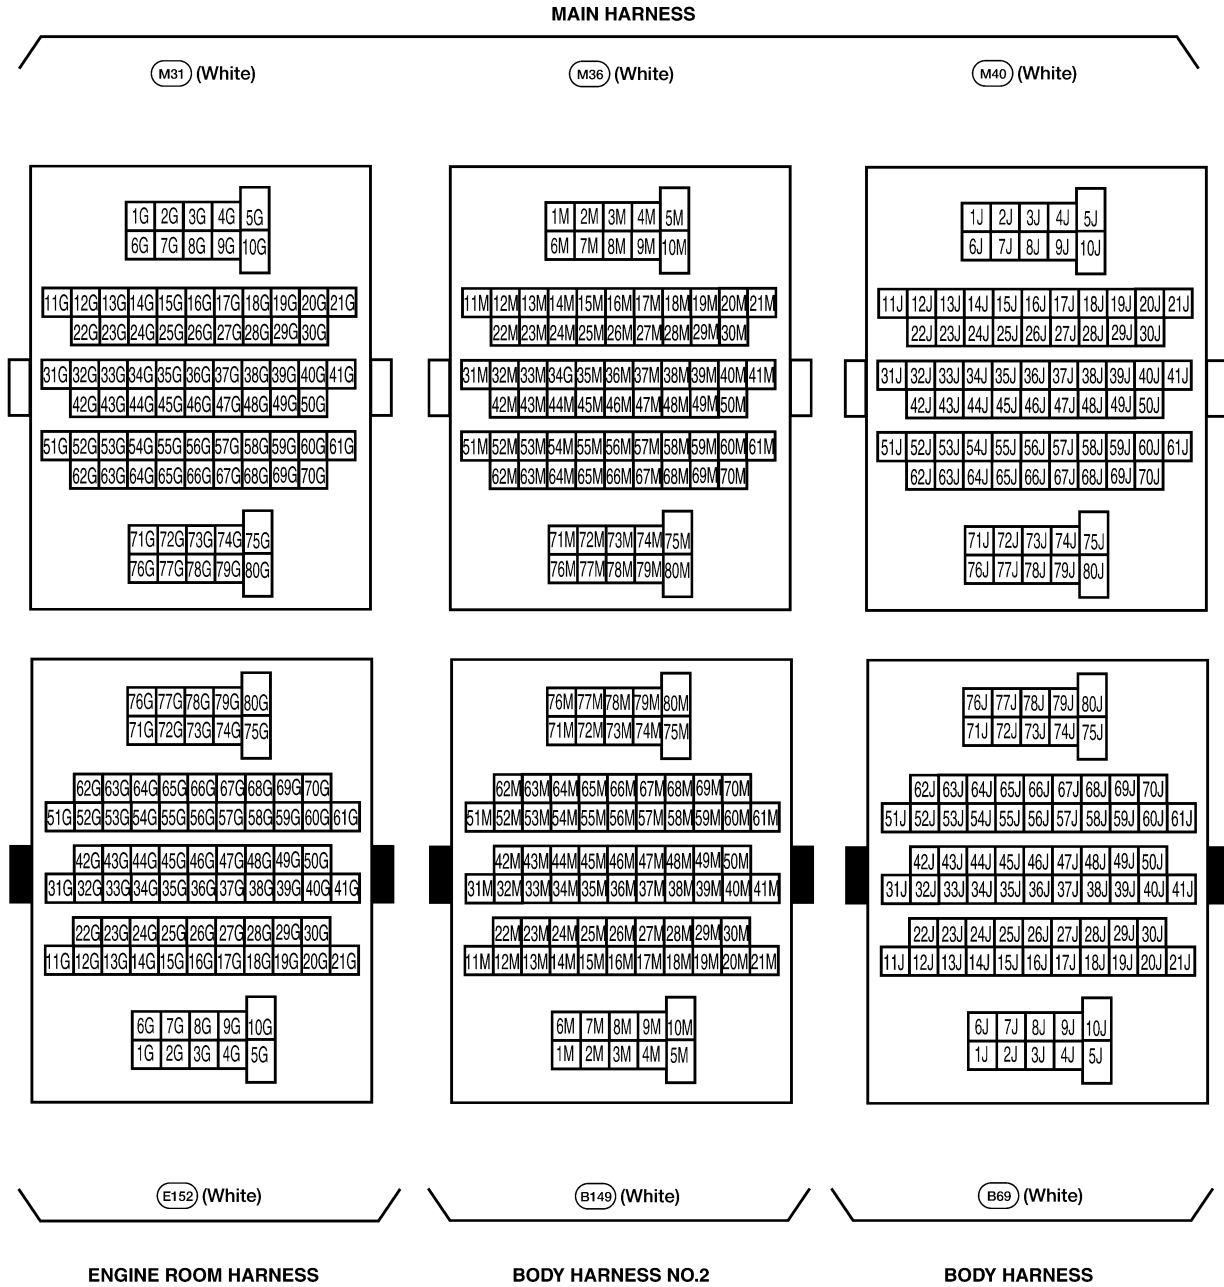 MAIN HARNESS
M31 (White) M36 (White) M40 (White)
1G 2G 3G 4G 5G 1M 2M 3M 4M 5M 1J 2J 3J 4J 5J
6G 7G 8G 9G 10G 6M 7M 8M 9M 10M 6J 7J 8J 9J 10J
11G 12G 13G 14G 15G 16G 17G 18G 19G 20G 21G 11M 12M 13M 14M 15M 16M 17M 18M 19M 20M 21M 11J 12J 13J 14J 15J 16J 17J 18J 19J 20J 21J
22G 23G 24G 25G 26G 27G 28G 29G 30G 22M 23M 24M 25M 26M 27M 28M 29M 30M 22J 23J 24J 25J 26J 27J 28J 29J 30J
31G 32G 33G 34G 35G 36G 37G 38G 39G 40G 41G 31M 32M 33M 34G 35M 36M 37M 38M 39M 40M 41M 31J 32J 33J 34J 35J 36J 37J 38J 39J 40J 41J
42G 43G 44G 45G 46G 47G 48G 49G 50G 42M 43M 44M 45M 46M 47M 48M 49M 50M 42J 43J 44J 45J 46J 47J 48J 49J 50J
51G 52G 53G 54G 55G 56G 57G 58G 59G 60G 61G 51M 52M 53M 54M 55M 56M 57M 58M 59M 60M 61M 51J 52J 53J 54J 55J 56J 57J 58J 59J 60J 61J
62G 63G 64G 65G 66G 67G 68G 69G 70G 62M 63M 64M 65M 66M 67M 68M 69M 70M 62J 63J 64J 65J 66J 67J 68J 69J 70J
71G 72G 73G 74G 75G 71M 72M 73M 74M 75M 71J 72J 73J 74J 75J
76G 77G 78G 79G 80G 76M 77M 78M 79M 80M 76J 77J 78J 79J 80J
76G 77G 78G 79G 80G 76M 77M 78M 79M 80M 76J 77J 78J 79J 80J
71G 72G 73G 74G 75G 71M 72M 73M 74M 75M 71J 72J 73J 74J 75J
62G 63G 64G 65G 66G 67G 68G 69G 70G 62M 63M 64M 65M 66M 67M 68M 69M 70M 62J 63J 64J 65J 66J 67J 68J 69J 70J
51G 52G 53G 54G 55G 56G 57G 58G 59G 60G 61G 51M 52M 53M 54M 55M 56M 57M 58M 59M 60M 61M 51J 52J 53J 54J 55J 56J 57J 58J 59J 60J 61J
42G 43G 44G 45G 46G 47G 48G 49G 50G 42M 43M 44M 45M 46M 47M 48M 49M 50M 42J 43J 44J 45J 46J 47J 48J 49J 50J
31G 32G 33G 34G 35G 36G 37G 38G 39G 40G 41G 31M 32M 33M 34M 35M 36M 37M 38M 39M 40M 41M 31J 32J 33J 34J 35J 36J 37J 38J 39J 40J 41J
22G 23G 24G 25G 26G 27G 28G 29G 30G 22M 23M 24M 25M 26M 27M 28M 29M 30M 22J 23J 24J 25J 26J 27J 28J 29J 30J
11G 12G 13G 14G 15G 16G 17G 18G 19G 20G 21G 11M 12M 13M 14M 15M 16M 17M 18M 19M 20M 21M 11J 12J 13J 14J 15J 16J 17J 18J 19J 20J 21J
6G 7G 8G 9G 10G 6M 7M 8M 9M 10M 6J 7J 8J 9J 10J
1G 2G 3G 4G 5G 1M 2M 3M 4M 5M 1J 2J 3J 4J 5J
E152 (White) B149 (White) B69 (White)
ENGINE ROOM HARNESS BODY HARNESS NO.2 BODY HARNESS